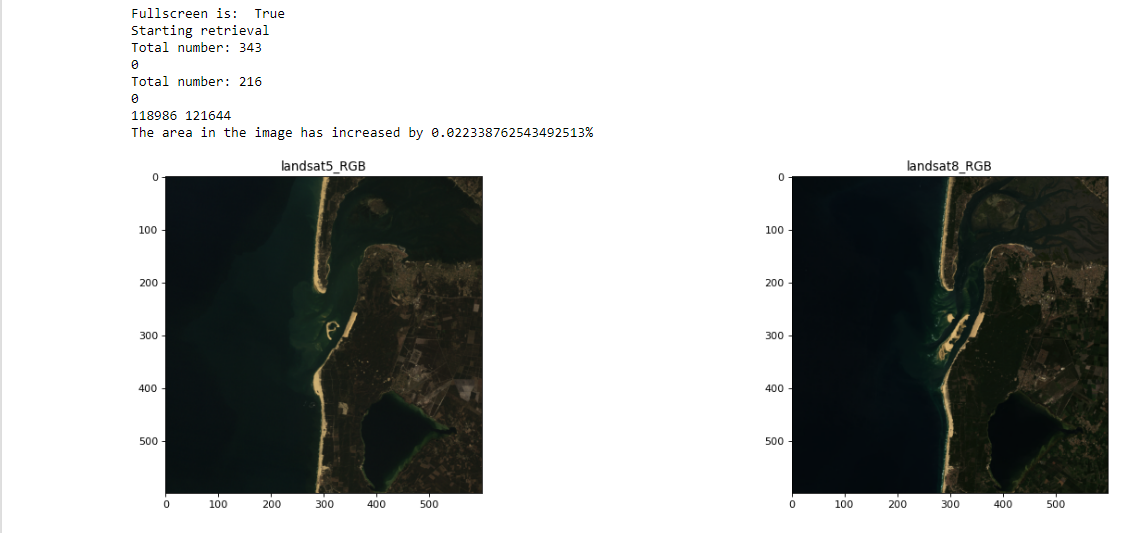 Fullscreen is:  True
Starting retrieval
Total number: 343
0
Total number: 216
0
118986 121644
The area in the image has increased by 0.022338762543492513%
landsat5_RGB
0
100
200
300
400
500
0 100 200 300 400 500
landsat8_RGB
0
100
200
300
400
500
0 100 200 300 400 500